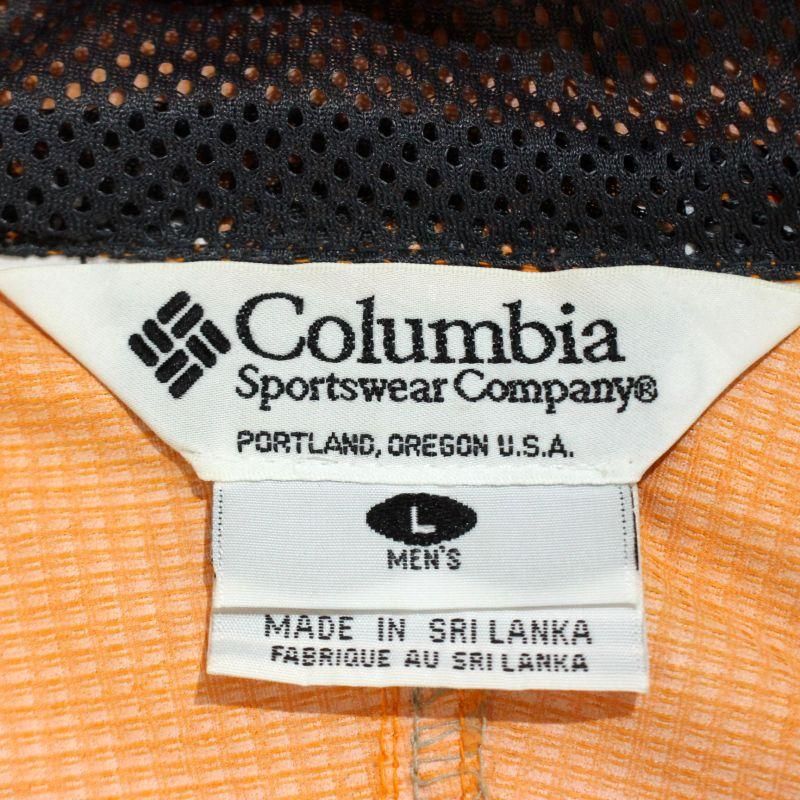 Columbia
Sportswear Company®
PORTLAND, OREGON U.S.A.
L
MEN'S
MADE IN SRI LANKA
FABRIQUE AU SRI LANKA